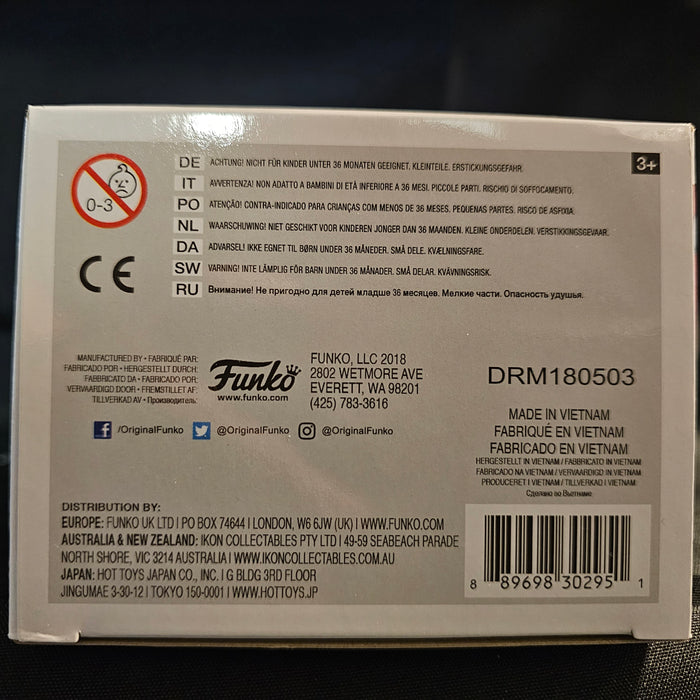 0-3
DE ACHTUNG! NICHT FÜR KINDER UNTER 36 MONATEN GEEIGNET. KLEINTEILE. ERSTICKUNGSGEFAHR.
3+
IT AVVERTENZA! NON ADATTO A BAMBINI DI ETÀ INFERIORE A 36 MESI. PICCOLE PARTI. RISCHIO DI SOFFOCAMENTO.
PO ATENÇÃO! CONTRA-INDICADO PARA CRIANÇAS COM MENOS DE 36 MESES. PEQUENAS PARTES. RISCO DE ASFIXIA.
NL WAARSCHUWING! NIET GESCHIKT VOOR KINDEREN JONGER DAN 36 MAANDEN. KLEINE ONDERDELEN. VERSTIKKINGSGEVAAR.
DA ADVARSEL! IKKE EGNET TIL BØRN UNDER 36 MÅNEDER. SMÅ DELE. KVÆLNINGSFARE.
SW VARNING! INTE LÄMPLIG FÖR BARN UNDER 36 MÅNADER. SMÅ DELAR. KVÄVNINGSRISK.
RU Внимание! Не пригодно для детей младше 36 месяцев. Мелкие части. Опасность удушья.
CE
MANUFACTURED BY • FABRIQUÉ PAR:
FABRICADO POR • HERGESTELLT DURCH:
FABBRICATO DA • FABRICADO POR:
VERVAARDIGD DOOR • FREMSTILLET AF:
TILLVERKAD AV • Производитель:
Funko
www.funko.com
FUNKO, LLC 2018
2802 WETMORE AVE
EVERETT, WA 98201
(425) 783-3616
/OriginalFunko @OriginalFunko @OriginalFunko
DRM180503
MADE IN VIETNAM
FABRIQUÉ EN VIETNAM
FABRICADO EN VIETNAM
HERGESTELLT IN VIETNAM / FABBRICATO IN VIETNAM
FABRICADO NA VIETNAM / VERVAARDIGD IN VIETNAM
PRODUCERET I VIETNAM / TILLVERKAD I VIETNAM
Сделано во Вьетнаме
DISTRIBUTION BY:
EUROPE: FUNKO UK LTD | PO BOX 74644 | LONDON, W6 6JW (UK) | WWW.FUNKO.COM
AUSTRALIA & NEW ZEALAND: IKON COLLECTABLES PTY LTD | 49-59 SEABEACH PARADE
NORTH SHORE, VIC 3214 AUSTRALIA | WWW.IKONCOLLECTABLES.COM.AU
JAPAN: HOT TOYS JAPAN CO., INC. | G BLDG 3RD FLOOR
JINGUMAE 3-30-12 | TOKYO 150-0001 | WWW.HOTTOYS.JP
8 89698 30295 1